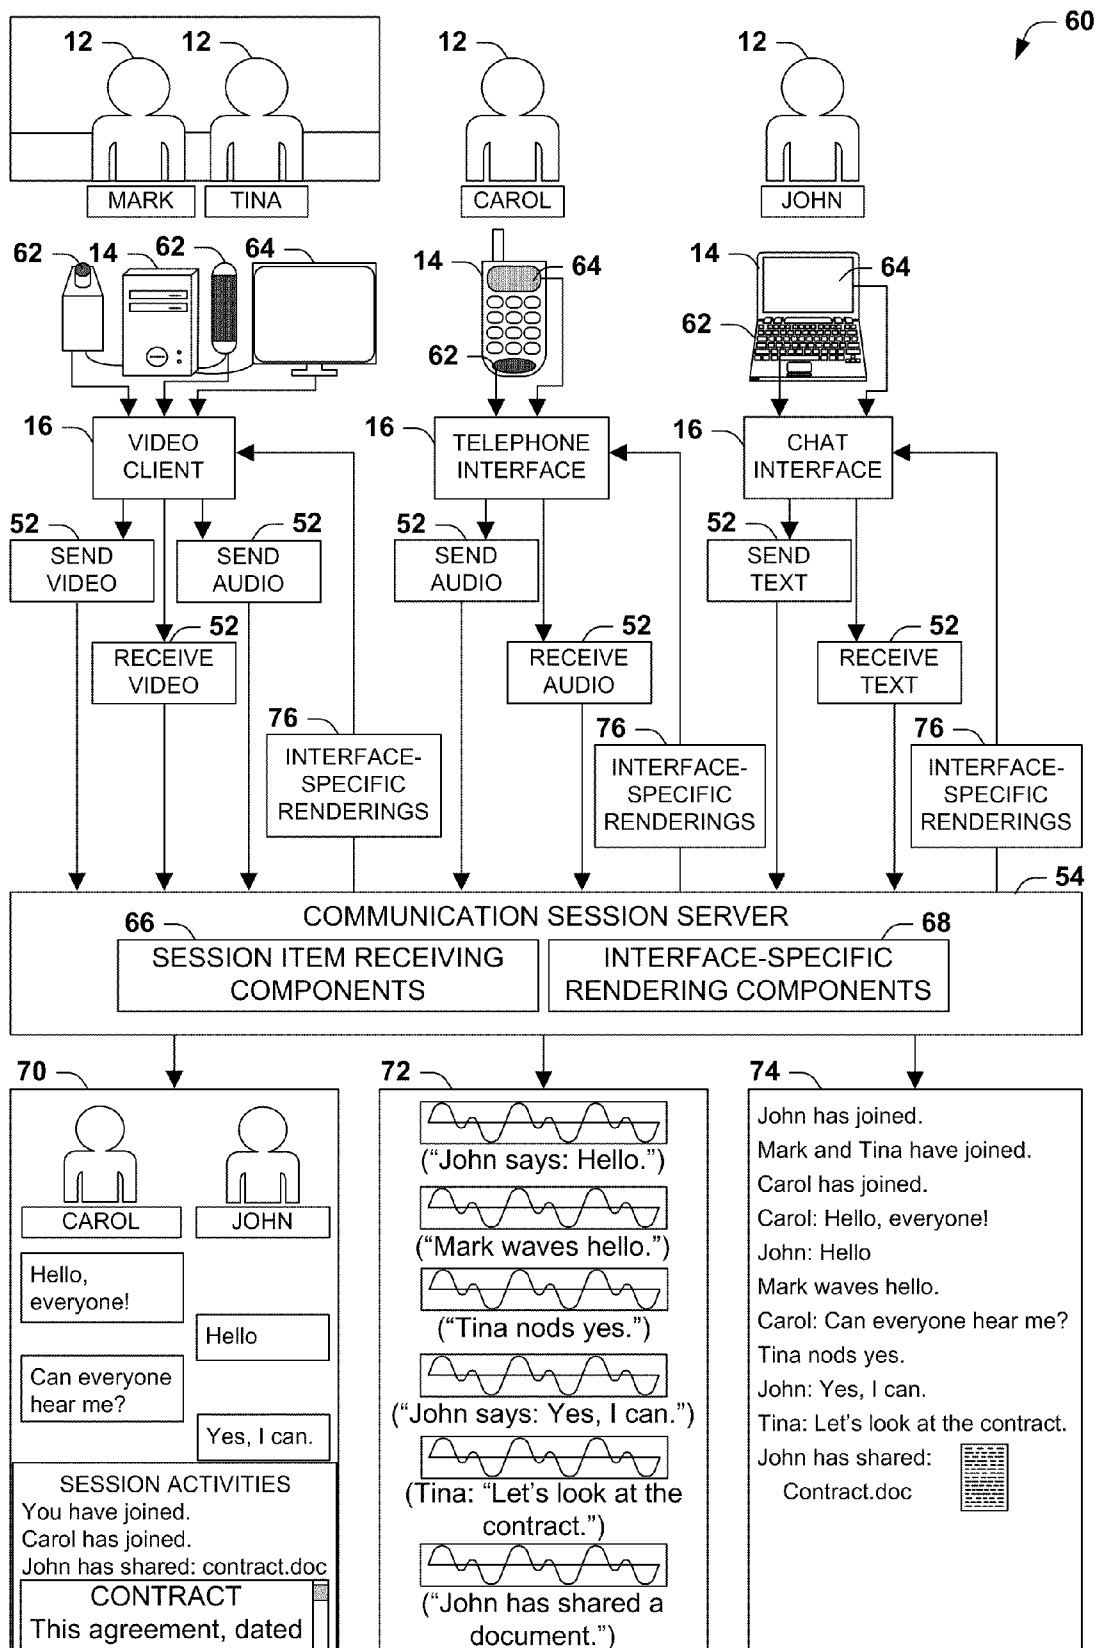 60
12
12
12
12
MARK
TINA
CAROL
JOHN
62
14
62
64
14
64
62
14
64
62
16
VIDEO
CLIENT
16
TELEPHONE
INTERFACE
16
CHAT
INTERFACE
52
SEND
VIDEO
52
SEND
AUDIO
52
SEND
AUDIO
52
SEND
TEXT
52
RECEIVE
VIDEO
52
RECEIVE
AUDIO
52
RECEIVE
TEXT
76
INTERFACE-
SPECIFIC
RENDERINGS
76
INTERFACE-
SPECIFIC
RENDERINGS
76
INTERFACE-
SPECIFIC
RENDERINGS
54
COMMUNICATION SESSION SERVER
66
SESSION ITEM RECEIVING
COMPONENTS
68
INTERFACE-SPECIFIC
RENDERING COMPONENTS
70
CAROL
JOHN
Hello,
everyone!
Hello
Can everyone
hear me?
Yes, I can.
SESSION ACTIVITIES
You have joined.
Carol has joined.
John has shared: contract.doc
CONTRACT
This agreement, dated
72
(“John says: Hello.”)
(“Mark waves hello.”)
(“Tina nods yes.”)
(“John says: Yes, I can.”)
(Tina: “Let’s look at the
contract.”)
(“John has shared a
document.”)
74
John has joined.
Mark and Tina have joined.
Carol has joined.
Carol: Hello, everyone!
John: Hello
Mark waves hello.
Carol: Can everyone hear me?
Tina nods yes.
John: Yes, I can.
Tina: Let’s look at the contract.
John has shared:
Contract.doc